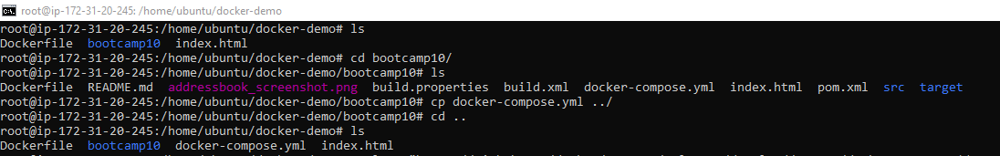 root@ip-172-31-20-245: /home/ubuntu/docker-demo
root@ip-172-31-20-245:/home/ubuntu/docker-demo# ls
Dockerfile  bootcamp10  index.html
root@ip-172-31-20-245:/home/ubuntu/docker-demo# cd bootcamp10/
root@ip-172-31-20-245:/home/ubuntu/docker-demo/bootcamp10# ls
Dockerfile  README.md  addressbook_screenshot.png  build.properties  build.xml  docker-compose.yml  index.html  pom.xml  src  target
root@ip-172-31-20-245:/home/ubuntu/docker-demo/bootcamp10# cp docker-compose.yml ../
root@ip-172-31-20-245:/home/ubuntu/docker-demo/bootcamp10# cd ..
root@ip-172-31-20-245:/home/ubuntu/docker-demo# ls
Dockerfile  bootcamp10  docker-compose.yml  index.html